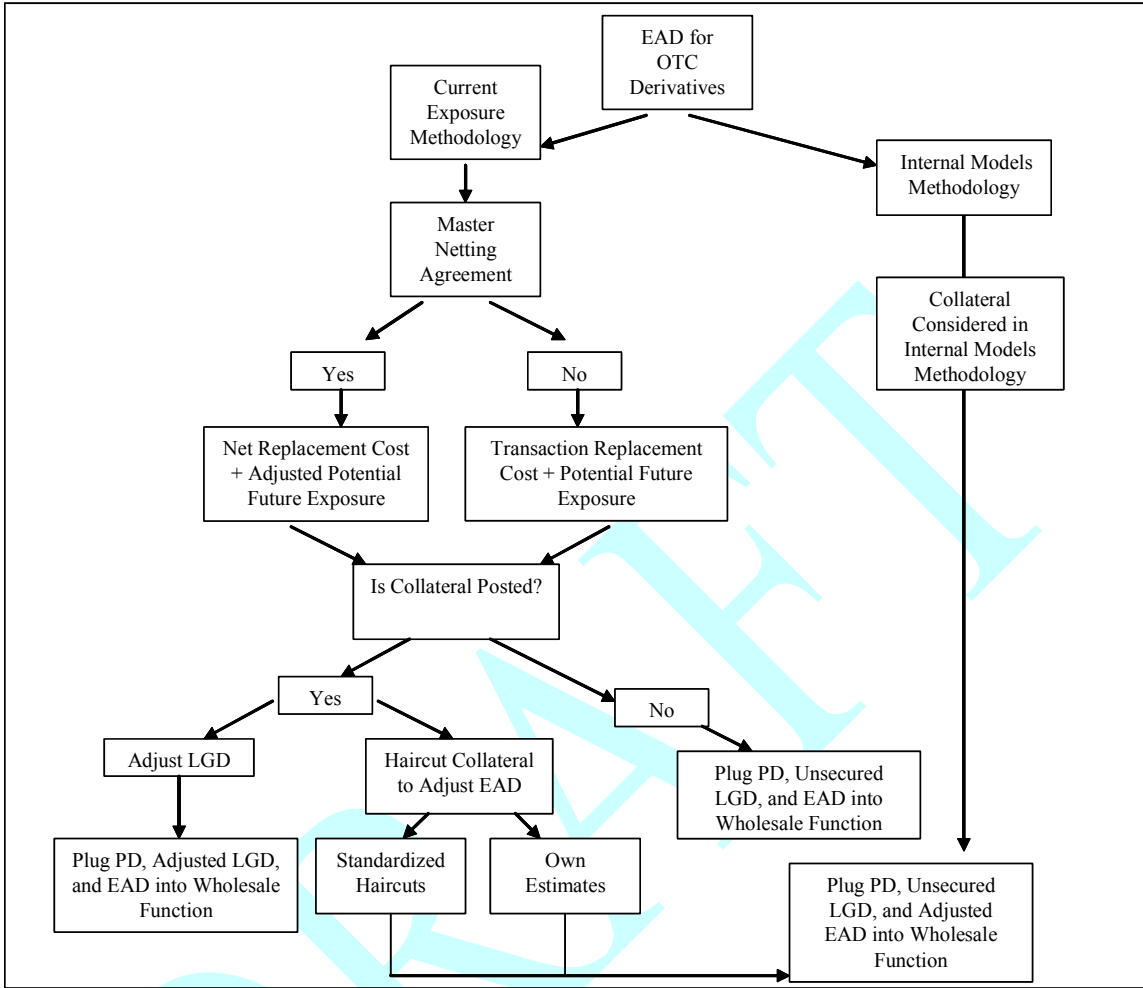 EAD for
OTC
Derivatives
Current
Exposure
Methodology
Internal Models
Methodology
Master
Netting
Agreement
Collateral
Considered in
Internal Models
Methodology
Yes
No
Net Replacement Cost
+ Adjusted Potential
Future Exposure
Transaction Replacement
Cost + Potential Future
Exposure
Is Collateral Posted?
Yes
No
Adjust LGD
Haircut Collateral
to Adjust EAD
Plug PD, Unsecured
LGD, and EAD into
Wholesale Function
Plug PD, Adjusted LGD,
and EAD into Wholesale
Function
Standardized
Haircuts
Own
Estimates
Plug PD, Unsecured
LGD, and Adjusted
EAD into Wholesale
Function
DRAFT